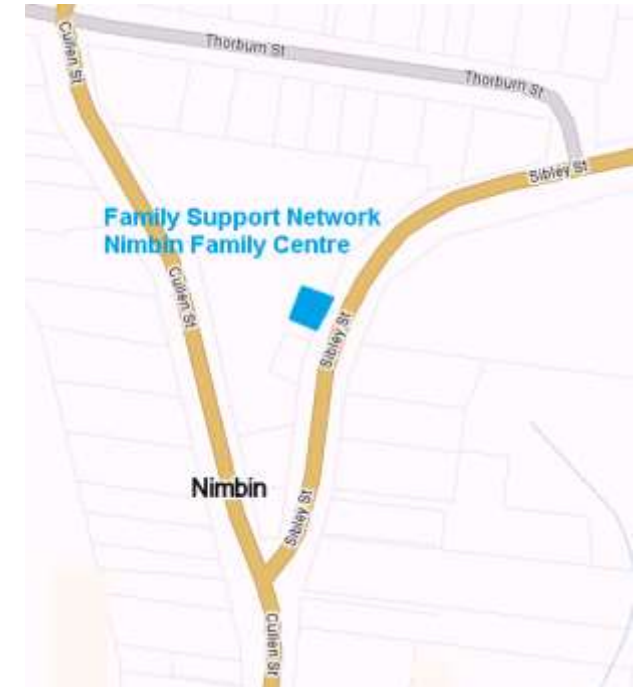 Cullen St
Thorburn St
Thorburn St
Sibley St
Family Support Network
Nimbin Family Centre
Cullen St
Sibley St
Nimbin
Sibley St
Cullen St